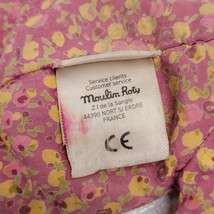 Service clients
Customer service
Moulin Roty
Z.I de la Sangle
44390 NORT S/ ERDRE
FRANCE
CE